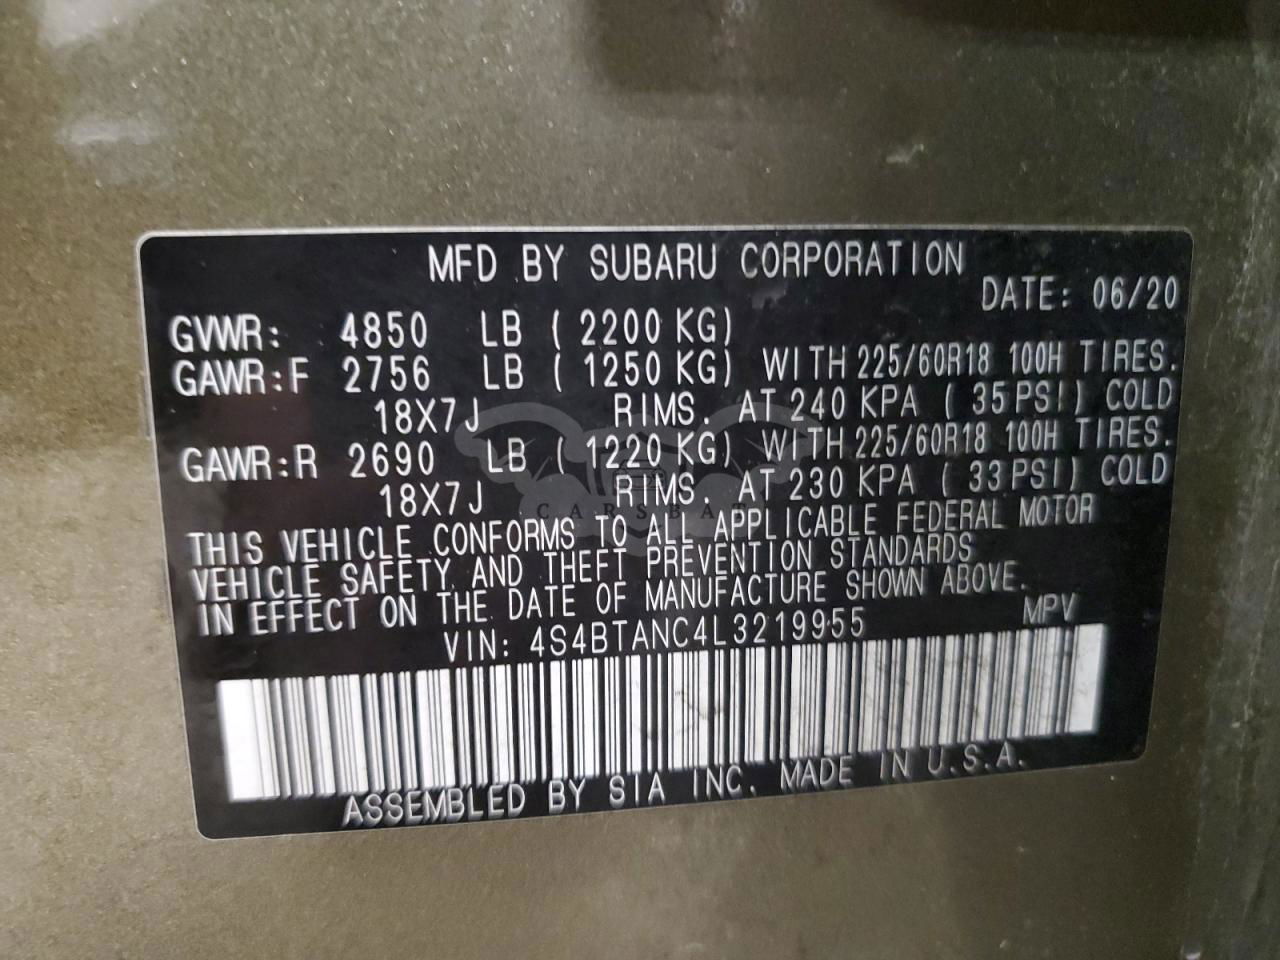 MFD BY SUBARU CORPORATION
DATE: 06/20
GVWR: 4850 LB ( 2200 KG)
GAWR:F 2756 LB ( 1250 KG) WITH 225/60R18 100H TIRES.
18X7J RIMS. AT 240 KPA ( 35 PSI) COLD
GAWR:R 2690 LB ( 1220 KG) WITH 225/60R18 100H TIRES.
18X7J RIMS. AT 230 KPA ( 33 PSI) COLD
CARSBAT
THIS VEHICLE CONFORMS TO ALL APPLICABLE FEDERAL MOTOR
VEHICLE SAFETY AND THEFT PREVENTION STANDARDS
IN EFFECT ON THE DATE OF MANUFACTURE SHOWN ABOVE.
VIN: 4S4BTANC4L3219955 MPV
ASSEMBLED BY SIA INC. MADE IN U.S.A.